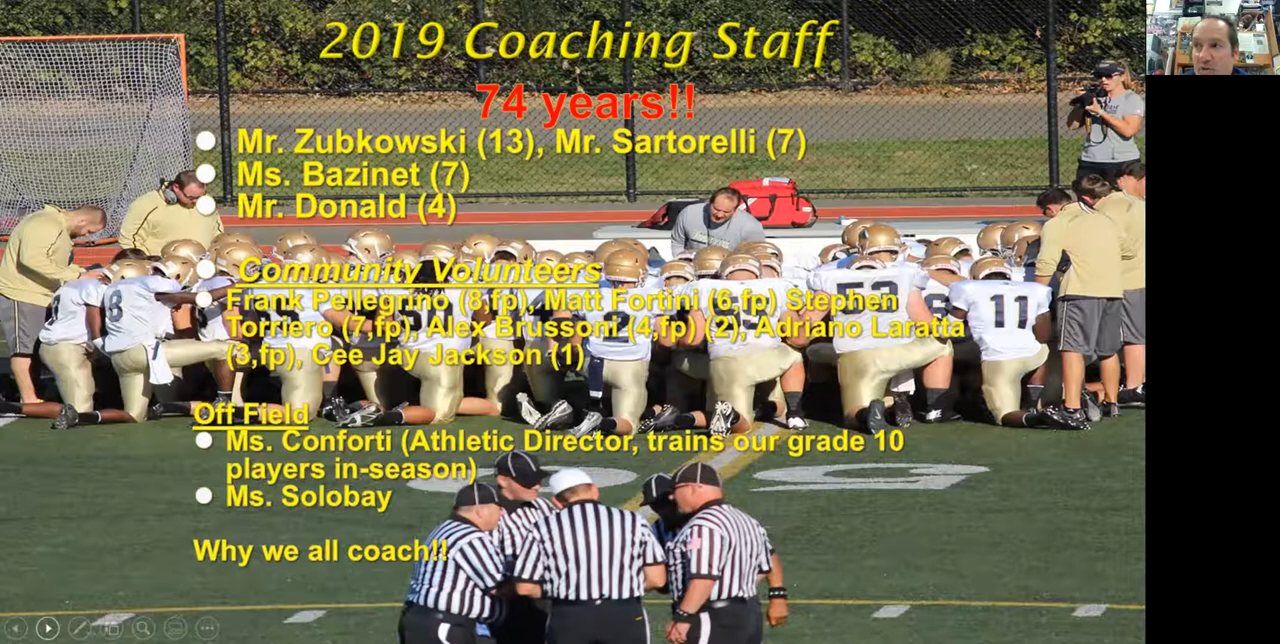 2019 Coaching Staff
74 years!!
Mr. Zubkowski (13), Mr. Sartorelli (7)
Ms. Bazinet (7)
Mr. Donald (4)
Community Volunteers
Frank Pellegrino (8,fp), Matt Fortini (6,fp) Stephen
Torriero (7,fp), Alex Brussoni (4,fp) (2), Adriano Laratta
(3,fp), Cee Jay Jackson (1)
Off Field
Ms. Conforti (Athletic Director, trains our grade 10
players in-season)
Ms. Solobay
Why we all coach!!
8
53
11